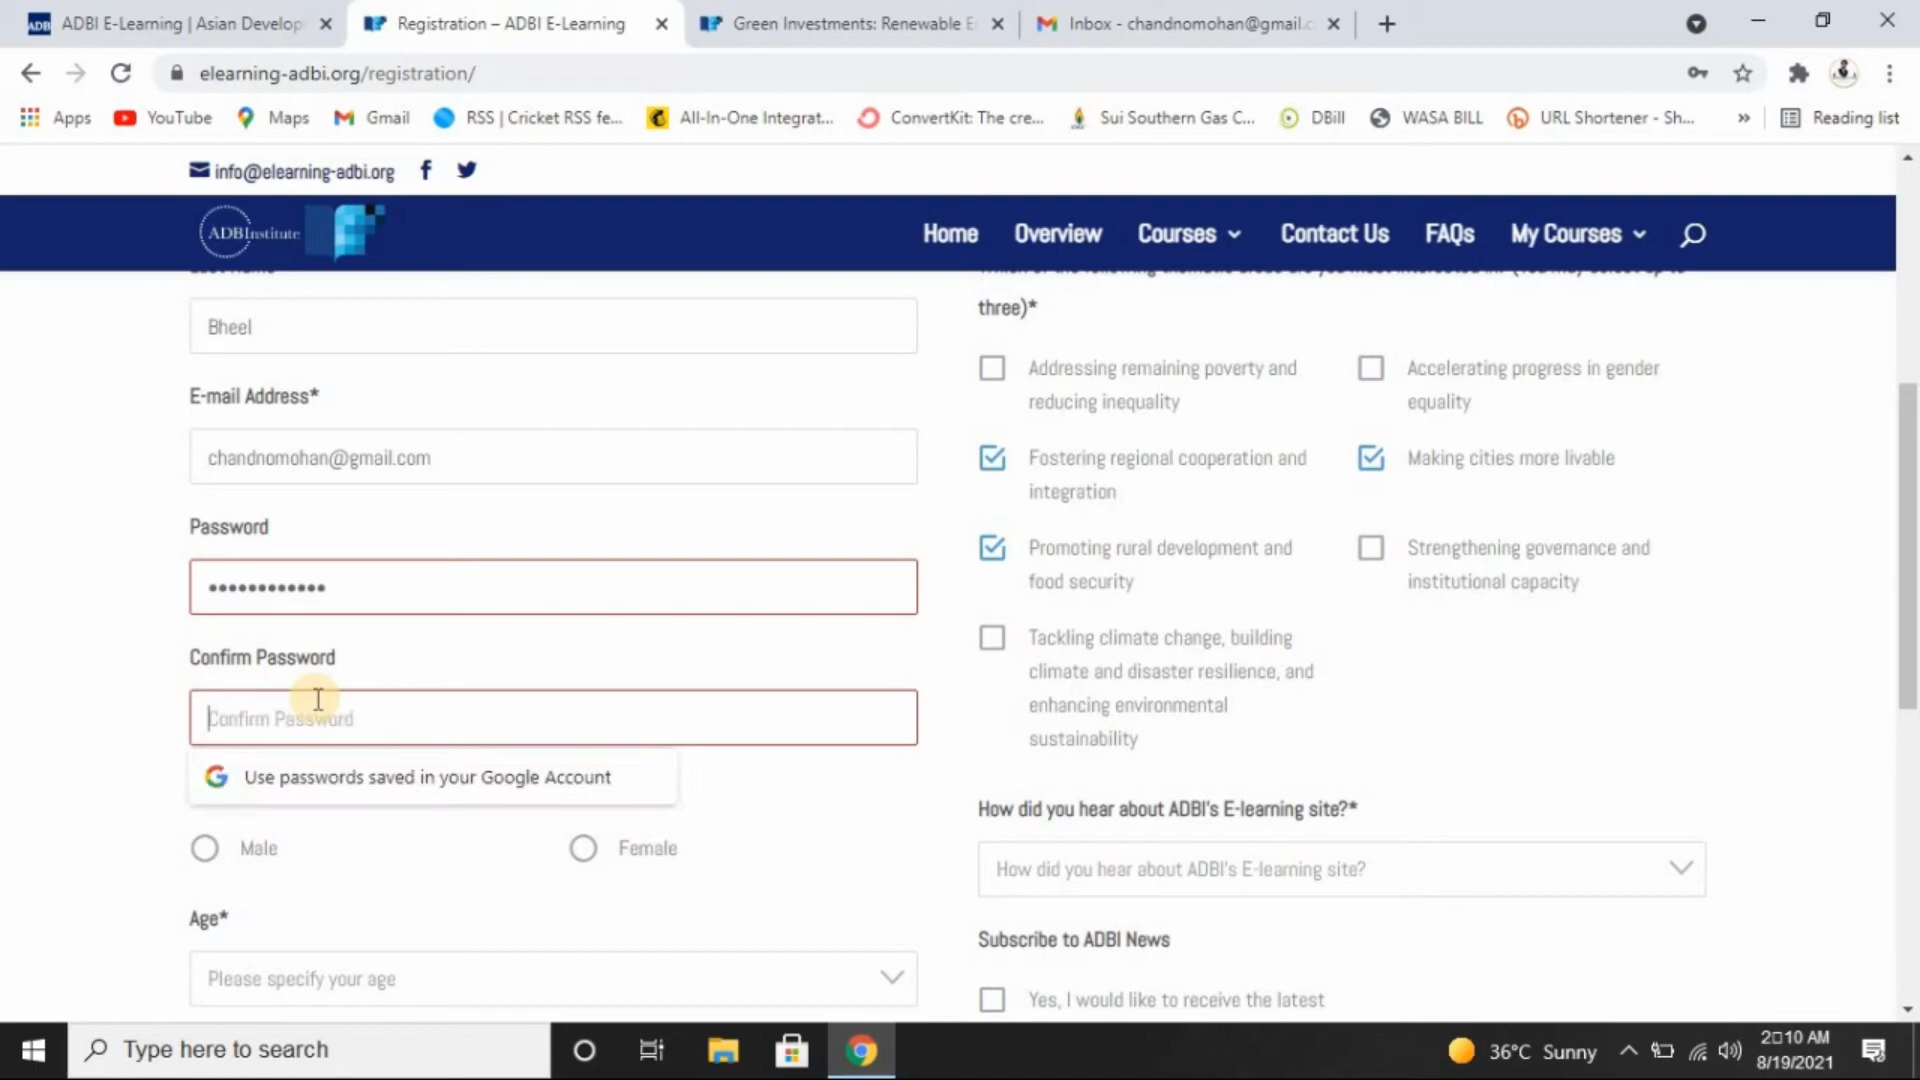 ADB ADBI E-Learning | Asian Develop
Registration – ADBI E-Learning
Green Investments: Renewable E
Inbox - chandnomohan@gmail.c
elearning-adbi.org/registration/
Apps
YouTube
Maps
Gmail
RSS | Cricket RSS fe...
All-In-One Integrat...
ConvertKit: The cre...
Sui Southern Gas C...
DBill
WASA BILL
URL Shortener - Sh...
»
Reading list
info@elearning-adbi.org
ADBInstitute
Home
Overview
Courses
Contact Us
FAQs
My Courses
three)*
Bheel
E-mail Address*
chandnomohan@gmail.com
Password
••••••••••••
Confirm Password
Confirm Password
Use passwords saved in your Google Account
Male
Female
Age*
Please specify your age
Addressing remaining poverty and
reducing inequality
Accelerating progress in gender
equality
Fostering regional cooperation and
integration
Making cities more livable
Promoting rural development and
food security
Strengthening governance and
institutional capacity
Tackling climate change, building
climate and disaster resilience, and
enhancing environmental
sustainability
How did you hear about ADBI's E-learning site?*
How did you hear about ADBI's E-learning site?
Subscribe to ADBI News
Yes, I would like to receive the latest
Type here to search
36°C Sunny
2▯10 AM
8/19/2021